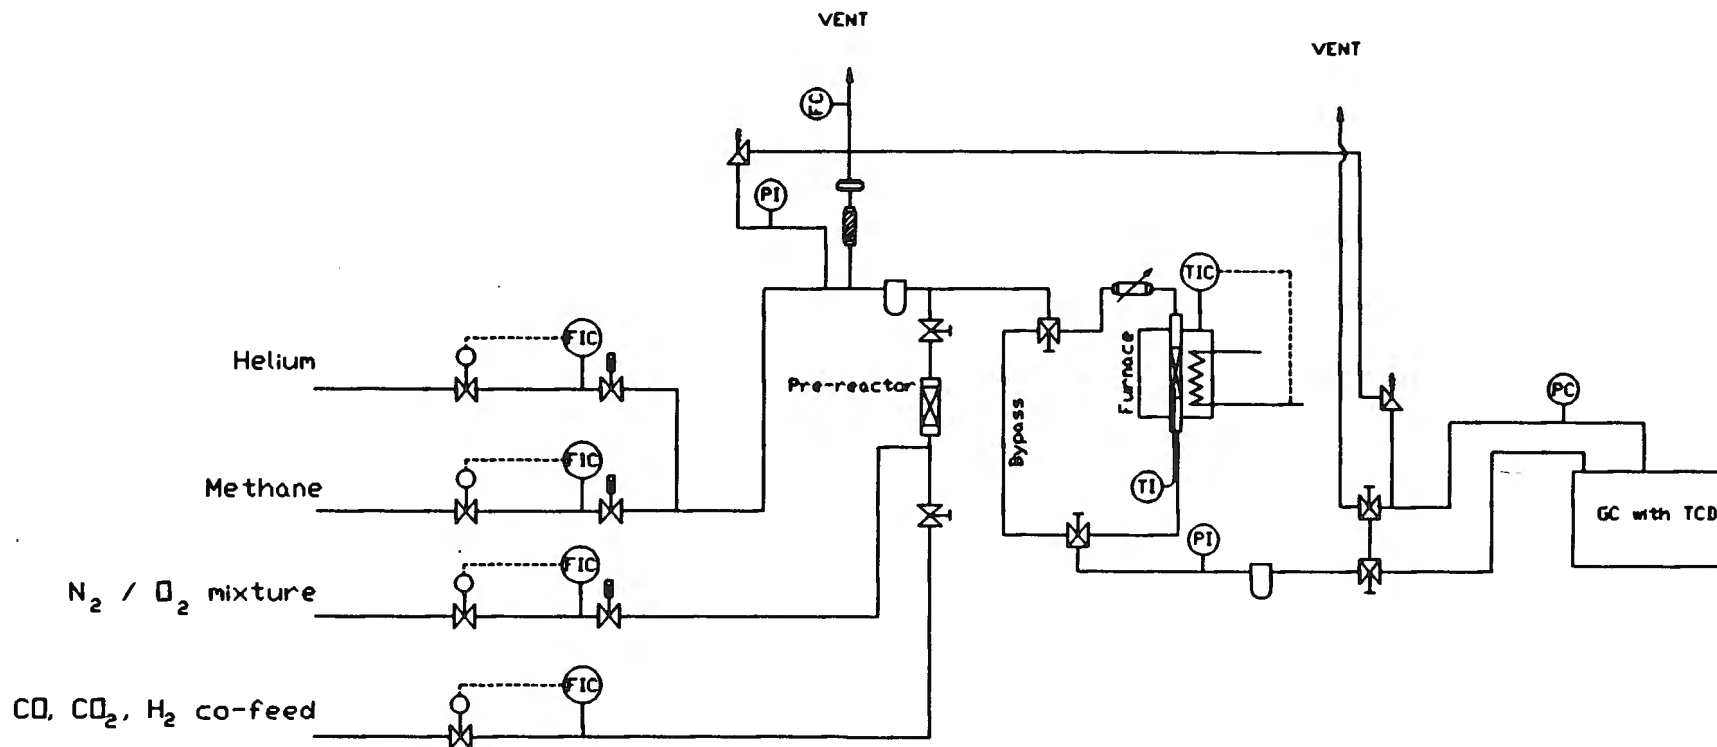 VENT
VENT
FC
PI
TIC
FIC
Helium
Furnace
Pre-reactor
PC
Bypass
FIC
Methane
TI
GC with TCD
PI
FIC
N₂ / O₂ mixture
FIC
CO, CO₂, H₂ co-feed